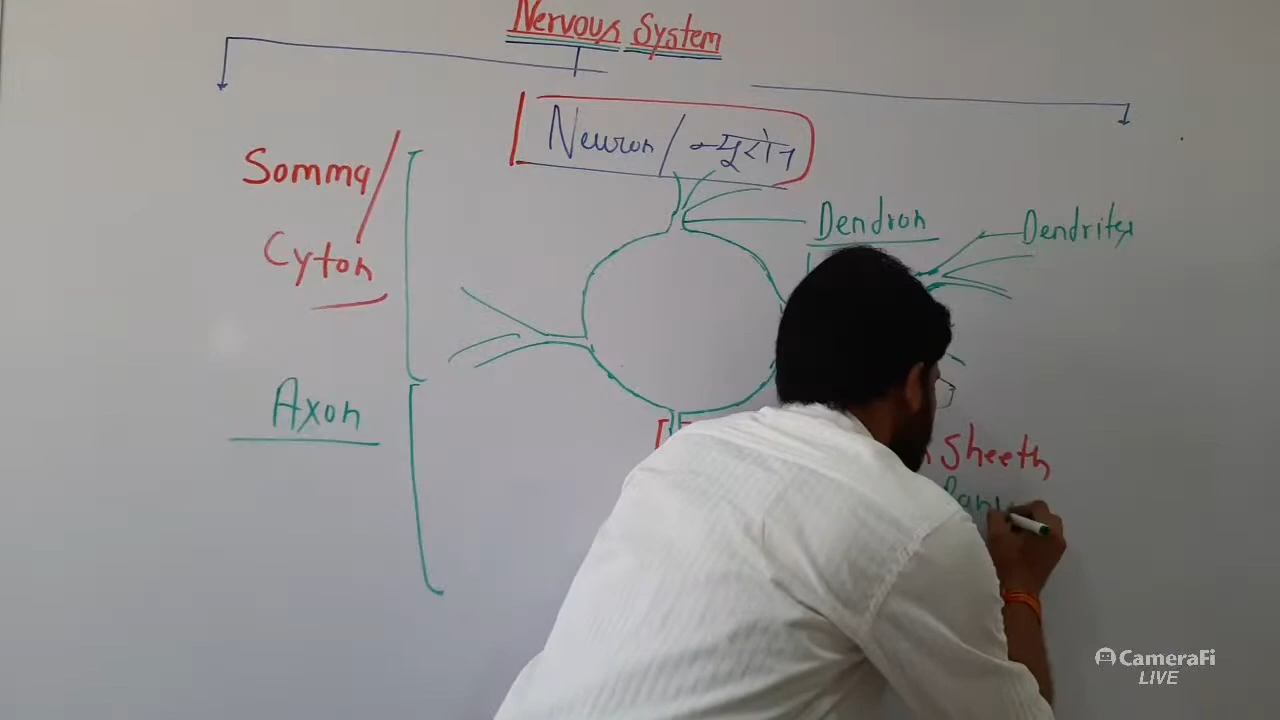 Nervous System
Neuron/न्यूरोन
Somma/
Cyton
Dendron
Dendrites
Axon
Sheeth
CameraFi
LIVE